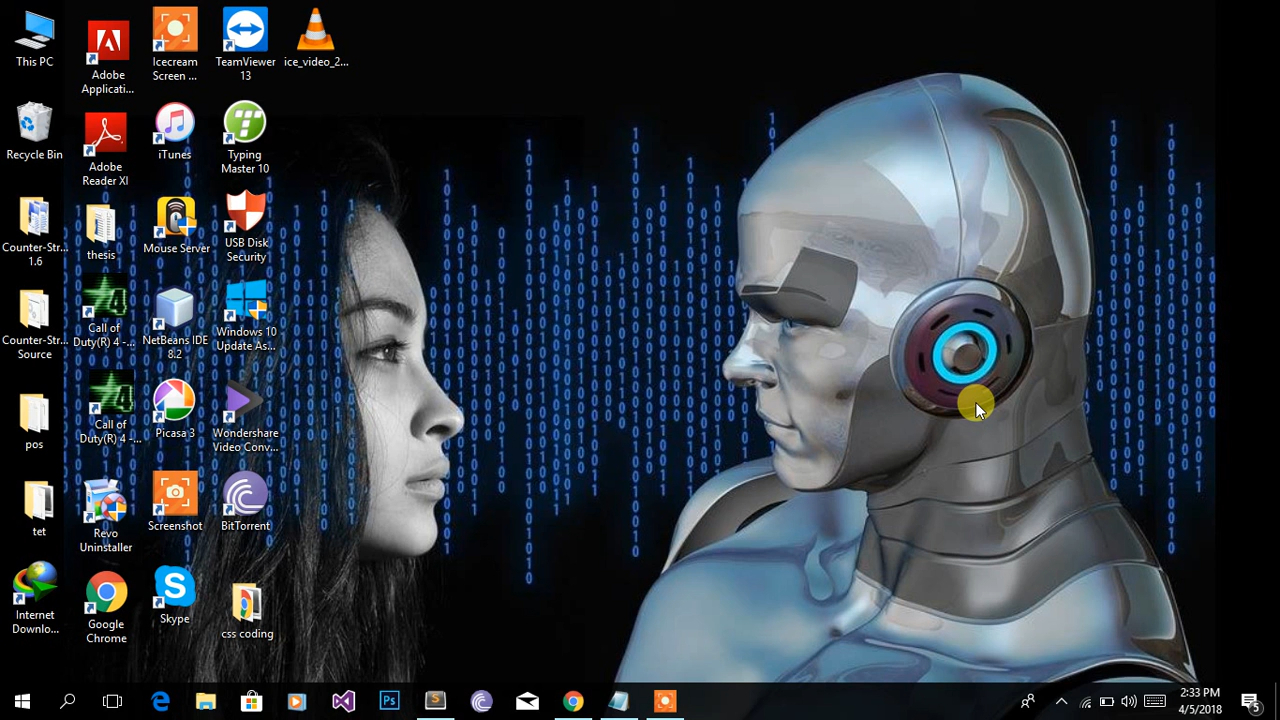 This PC
Recycle Bin
Counter-Str...
1.6
Counter-Str...
Source
pos
tet
Internet
Downlo...
Adobe
Applicati...
Adobe
Reader XI
thesis
Call of
Duty(R) 4 -...
Call of
Duty(R) 4 -...
Revo
Uninstaller
Google
Chrome
Icecream
Screen ...
iTunes
Mouse Server
NetBeans IDE
8.2
Picasa 3
Screenshot
Skype
TeamViewer
13
Typing
Master 10
USB Disk
Security
Windows 10
Update As...
Wondershare
Video Conv...
BitTorrent
css coding
ice_video_2...
Ps
2:33 PM
4/5/2018
5